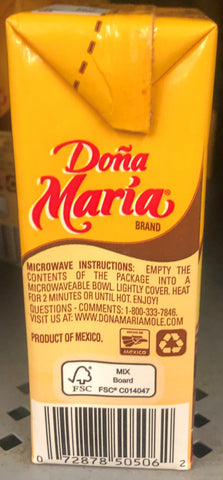 Doña
María®
BRAND
MICROWAVE INSTRUCTIONS: EMPTY THE
CONTENTS OF THE PACKAGE INTO A
MICROWAVEABLE BOWL LIGHTLY COVER, HEAT
FOR 2 MINUTES OR UNTIL HOT. ENJOY!
QUESTIONS - COMMENTS: 1-800-333-7846.
VISIT US AT: WWW.DONAMARIAMOLE.COM
PRODUCT OF MEXICO.
MEXICO
FSC
MIX
Board
FSC® C014047
0 72878 50506 2